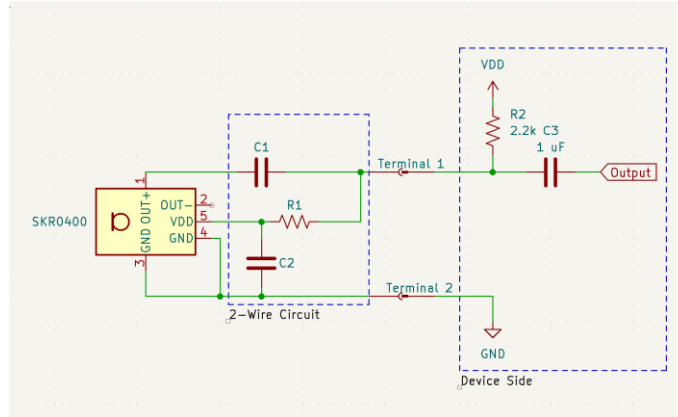 VDD
R2
2.2k C3
1 uF
C1
Terminal 1
Output
1
OUT+
OUT-
2
R1
SKR0400
VDD
5
GND
4
GND
3
C2
Terminal 2
2-Wire Circuit
GND
Device Side